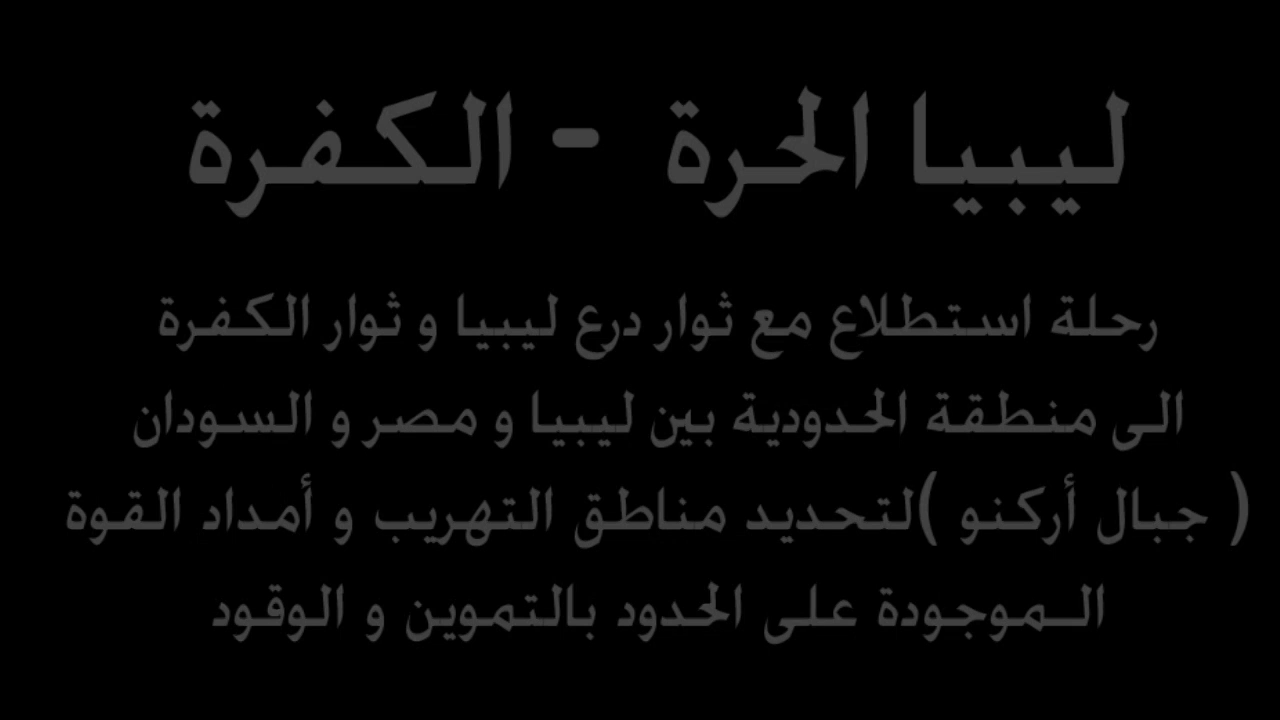 ليبيا الحرة - الكفرة
رحلة استطلاع مع ثوار درع ليبيا و ثوار الكفرة
الى منطقة الحدودية بين ليبيا و مصر و السودان
( جبال أركنو )لتحديد مناطق التهريب و أمداد القوة
الموجودة على الحدود بالتموين و الوقود